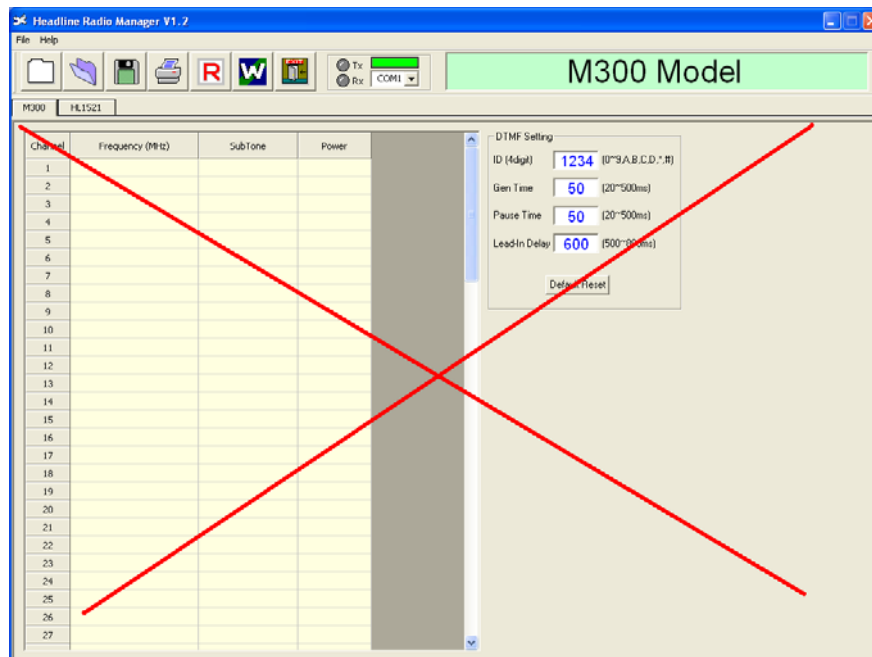 Headline Radio Manager V1.2
File Help
R W Tx
Rx COM1
M300 Model
M300 HL1521
Channel Frequency (MHz) SubTone Power
1
2
3
4
5
6
7
8
9
10
11
12
13
14
15
16
17
18
19
20
21
22
23
24
25
26
27
DTMF Setting
ID (4digit) 1234 (0~9,A,B,C,D,*,#)
Gen Time 50 (20~500ms)
Pause Time 50 (20~500ms)
Lead-In Delay 600 (500~800ms)
Default Reset